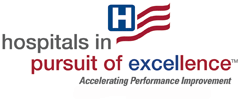 H
hospitals in
pursuit of excellence™
Accelerating Performance Improvement